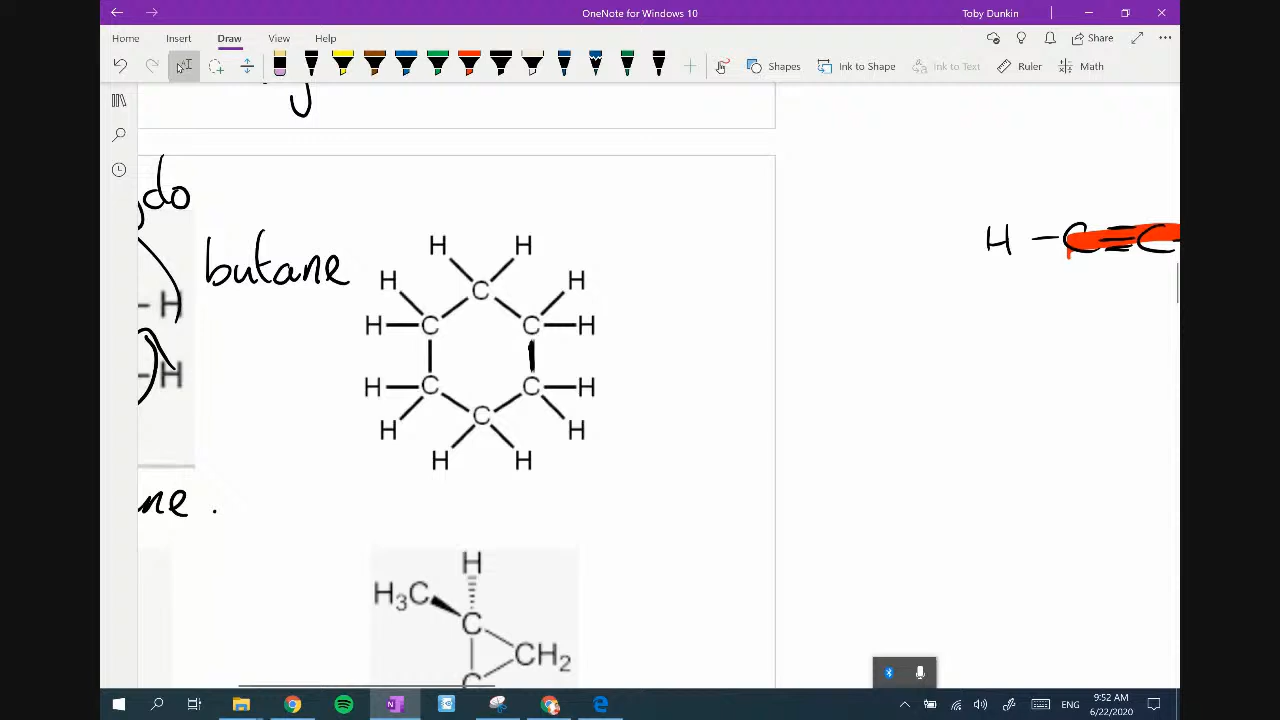 OneNote for Windows 10
Toby Dunkin
Home Insert Draw View Help
Share
Shapes Ink to Shape Ink to Text Ruler Math
do
butane
H H
C
H H
H C C H
H C C H
H H
C
H H
H C≡C
H
H
ne .
H
H₃C
C
CH₂
C
9:52 AM
ENG
6/22/2020